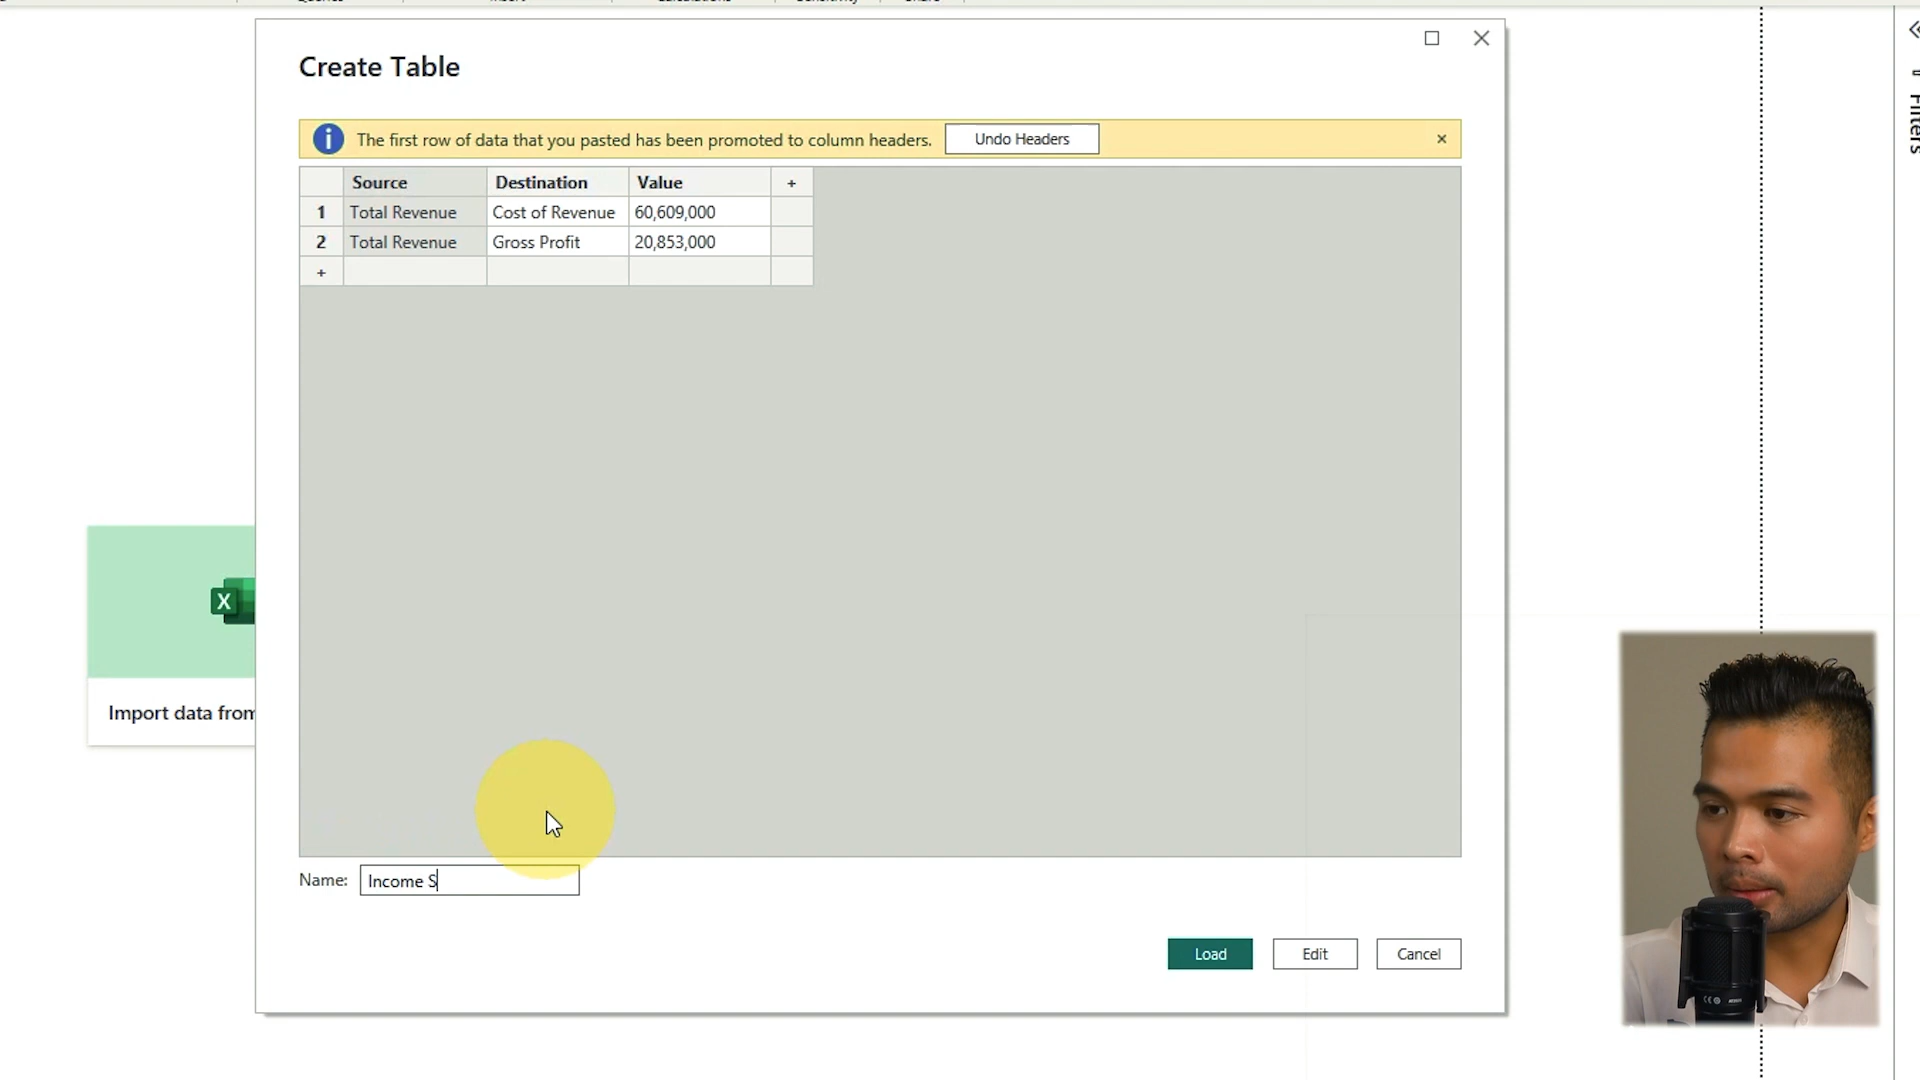 Create Table
The first row of data that you pasted has been promoted to column headers. Undo Headers
Source Destination Value +
1 Total Revenue Cost of Revenue 60,609,000
2 Total Revenue Gross Profit 20,853,000
+
Filters
X
Import data from
Name: Income S
Load Edit Cancel